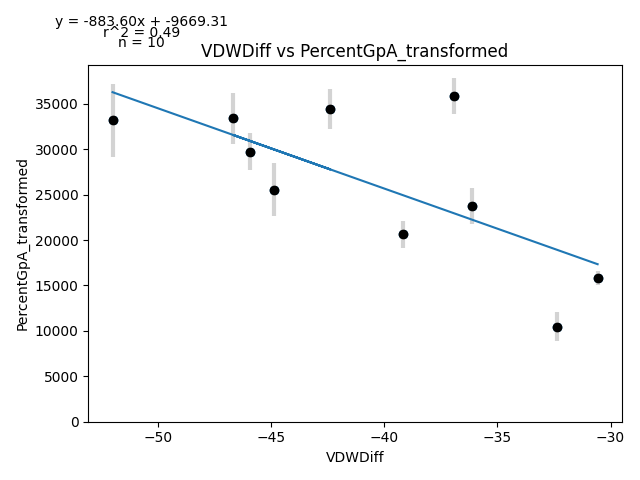 y = -883.60x + -9669.31
r^2 = 0.49
n = 10
VDWDiff vs PercentGpA_transformed
PercentGpA_transformed
35000
30000
25000
20000
15000
10000
5000
0
−50
−45
−40
−35
−30
VDWDiff